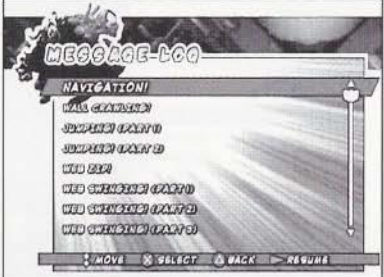 MESSAGE LOG
NAVIGATION!
WALL CRAWLING!
JUMPING! (PART 1)
JUMPING! (PART 2)
WEB ZIP!
WEB SWINGING! (PART 1)
WEB SWINGING! (PART 2)
WEB SWINGING! (PART 3)
MOVE SELECT BACK RESUME